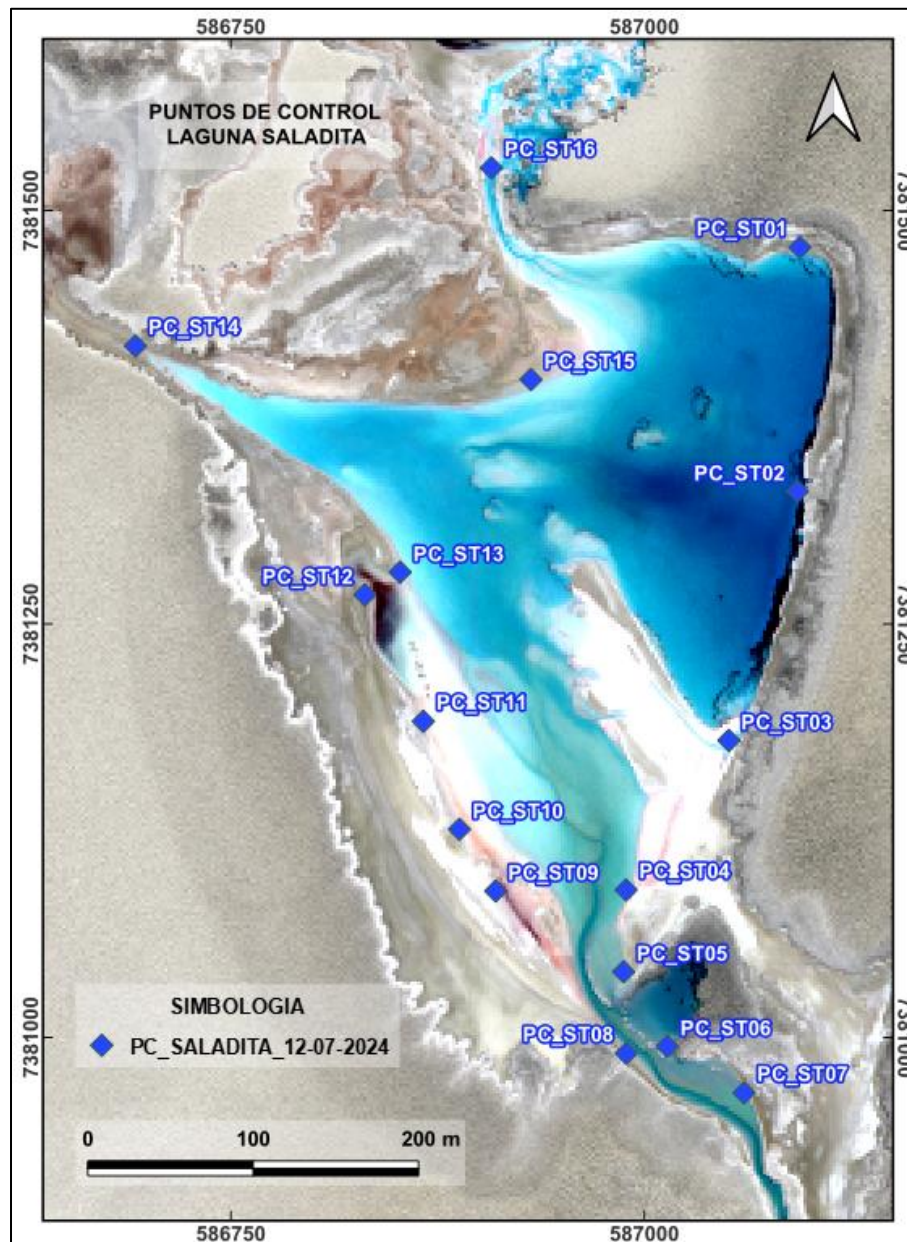 586750
587000
PUNTOS DE CONTROL
LAGUNA SALADITA
PC_ST16
7381500
7381500
PC_ST01
PC_ST14
PC_ST15
PC_ST02
PC_ST13
PC_ST12
7381250
7381250
PC_ST11
PC_ST03
PC_ST10
PC_ST09
PC_ST04
PC_ST05
SIMBOLOGIA
PC_ST06
PC_ST08
7381000
7381000
PC_SALADITA_12-07-2024
PC_ST07
0
100
200 m
586750
587000